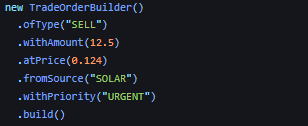 new TradeOrderBuilder()
.ofType("SELL")
.withAmount(12.5)
.atPrice(0.124)
.fromSource("SOLAR")
.withPriority("URGENT")
.build()